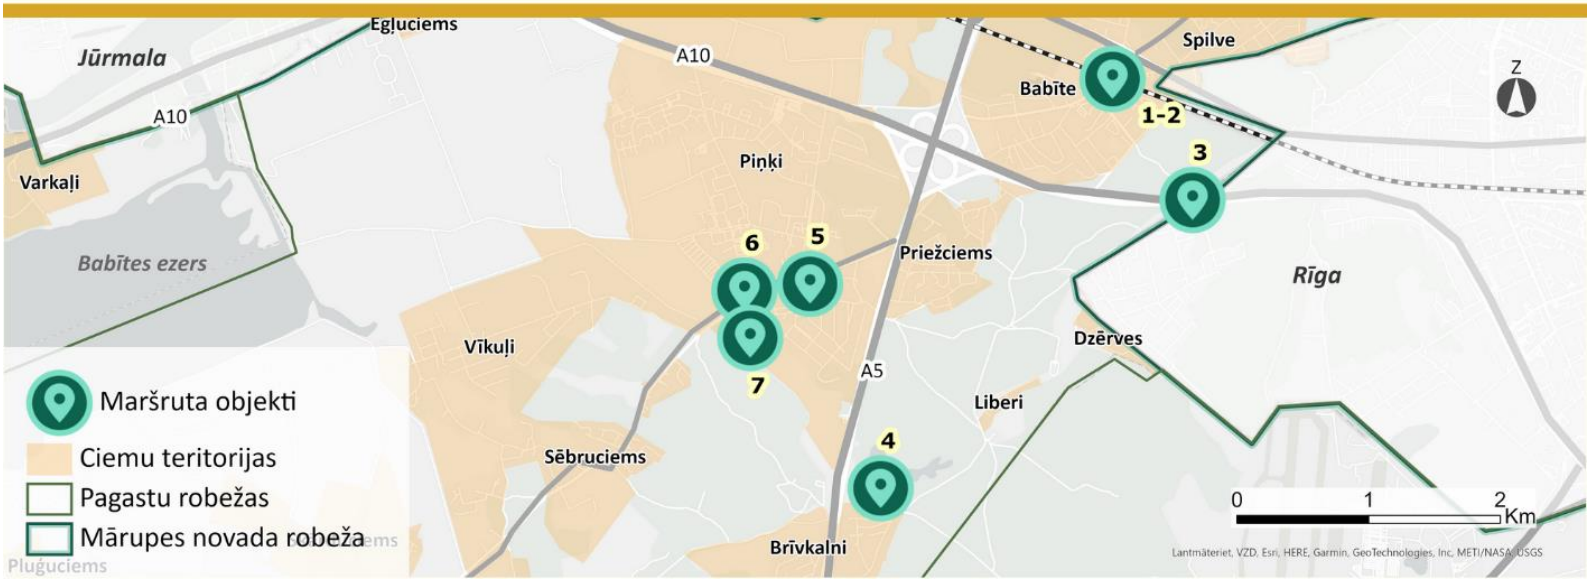 Egļuciems
Jūrmala
A10
Spilve
Z
Babīte
A10
1-2
3
Piņķi
Varkaļi
6
5
Priežciems
Babītes ezers
Rīga
Vīkuļi
Dzērves
A5
7
Liberi
Maršruta objekti
4
Ciemu teritorijas
Sēbruciems
Pagastu robežas
0 1 2
Km
Mārupes novada robeža
Brīvkalni
Lantmäteriet, VZD, Esri, HERE, Garmin, GeoTechnologies, Inc, METI/NASA, USGS
Pluģuciems